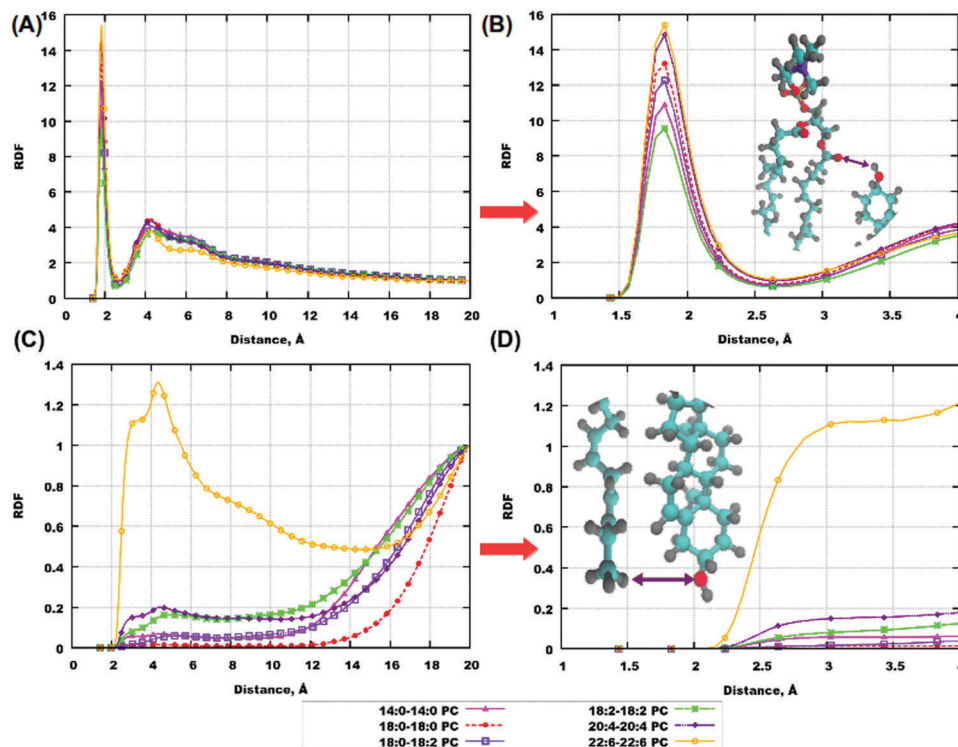 (A)
16
14
12
10
8
6
4
2
0
RDF
0 2 4 6 8 10 12 14 16 18 20
Distance, Å
(B)
16
14
12
10
8
6
4
2
0
RDF
1 1.5 2 2.5 3 3.5 4
Distance, Å
(C)
1.4
1.2
1
0.8
0.6
0.4
0.2
0
RDF
0 2 4 6 8 10 12 14 16 18 20
Distance, Å
(D)
1.4
1.2
1
0.8
0.6
0.4
0.2
0
RDF
1 1.5 2 2.5 3 3.5 4
Distance, Å
14:0-14:0 PC
18:0-18:0 PC
18:0-18:2 PC
18:2-18:2 PC
20:4-20:4 PC
22:6-22:6 PC